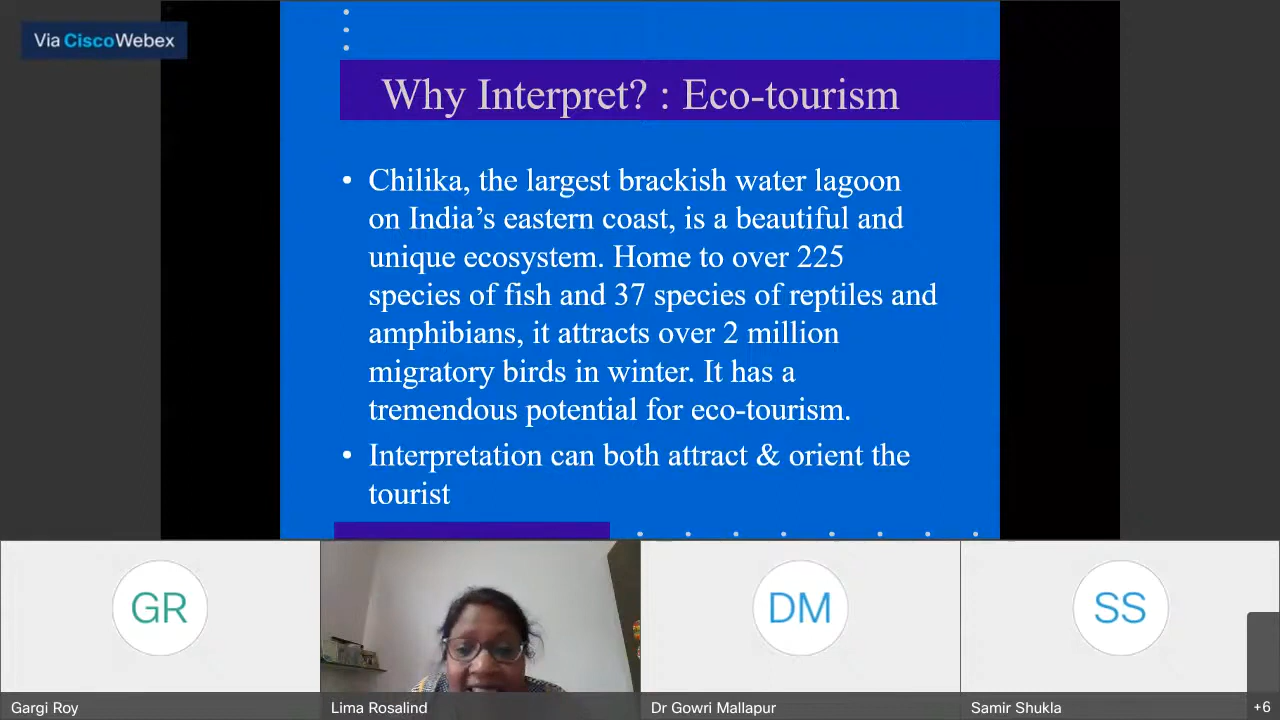 Via CiscoWebex
Why Interpret? : Eco-tourism
• Chilika, the largest brackish water lagoon
on India’s eastern coast, is a beautiful and
unique ecosystem. Home to over 225
species of fish and 37 species of reptiles and
amphibians, it attracts over 2 million
migratory birds in winter. It has a
tremendous potential for eco-tourism.
• Interpretation can both attract & orient the
tourist
GR
DM
SS
Gargi Roy
Lima Rosalind
Dr Gowri Mallapur
Samir Shukla
+6